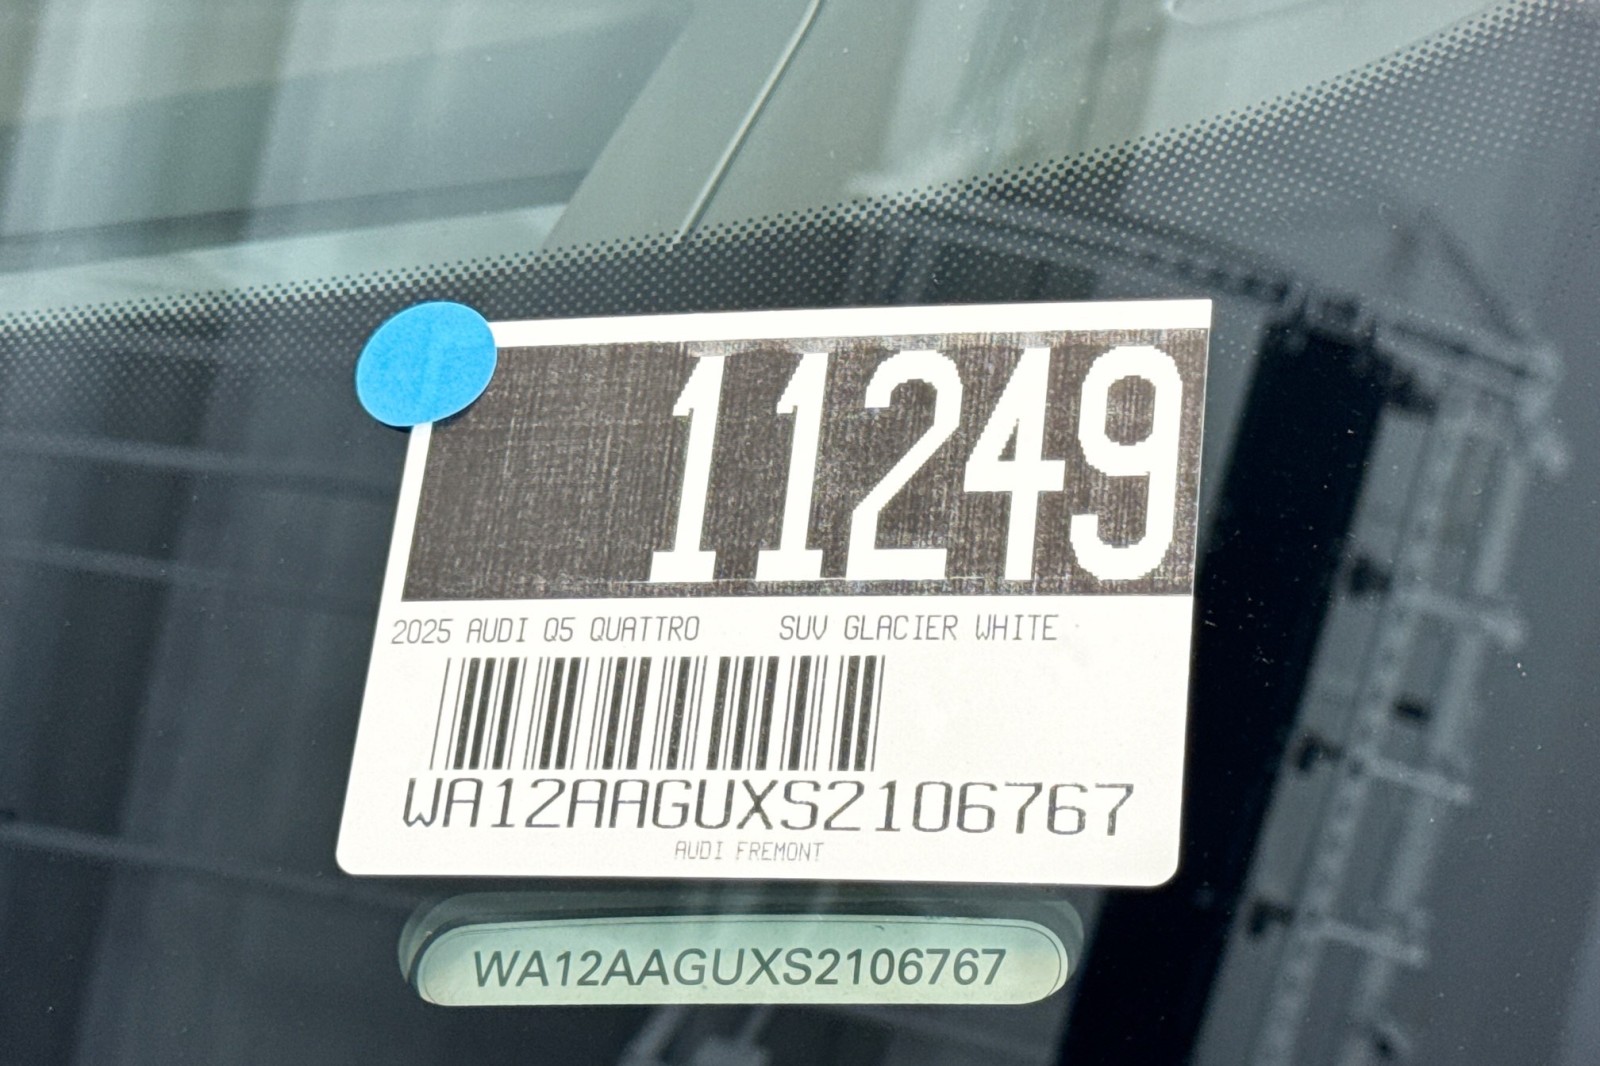 11249
2025 AUDI Q5 QUATTRO SUV GLACIER WHITE
WA12AAGUXS2106767
AUDI FREMONT
WA12AAGUXS2106767